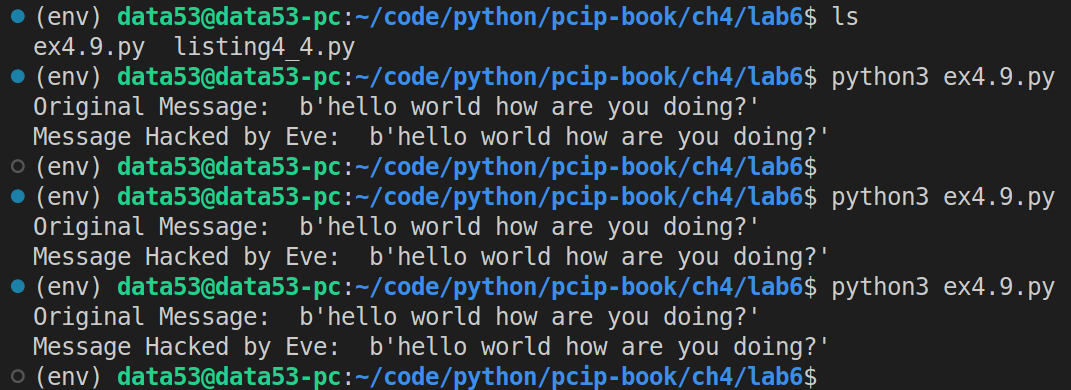 (env) data53@data53-pc:~/code/python/pcip-book/ch4/lab6$ ls
ex4.9.py  listing4_4.py
(env) data53@data53-pc:~/code/python/pcip-book/ch4/lab6$ python3 ex4.9.py
Original Message:  b'hello world how are you doing?'
Message Hacked by Eve:  b'hello world how are you doing?'
(env) data53@data53-pc:~/code/python/pcip-book/ch4/lab6$
(env) data53@data53-pc:~/code/python/pcip-book/ch4/lab6$ python3 ex4.9.py
Original Message:  b'hello world how are you doing?'
Message Hacked by Eve:  b'hello world how are you doing?'
(env) data53@data53-pc:~/code/python/pcip-book/ch4/lab6$ python3 ex4.9.py
Original Message:  b'hello world how are you doing?'
Message Hacked by Eve:  b'hello world how are you doing?'
(env) data53@data53-pc:~/code/python/pcip-book/ch4/lab6$